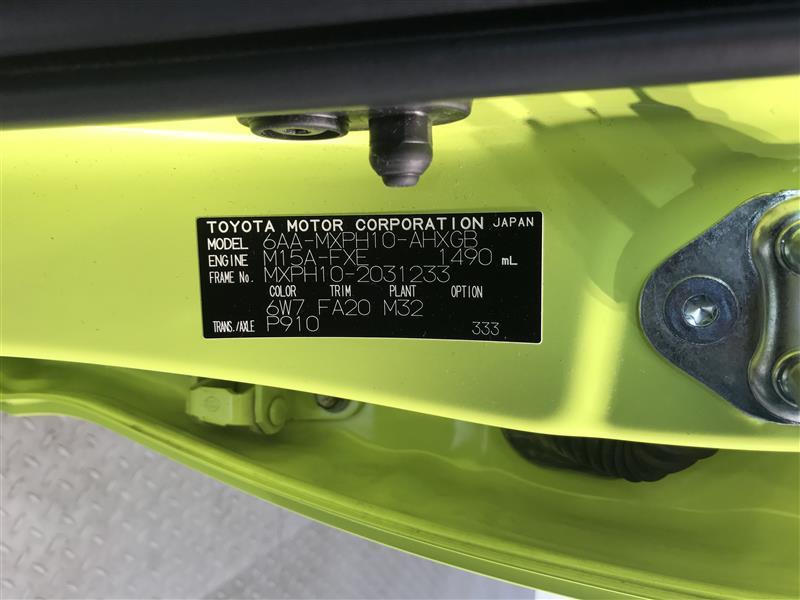 TOYOTA MOTOR CORPORATION JAPAN
MODEL 6AA-MXPH10-AHXGB
ENGINE M15A-FXE 1490 mL
FRAME No. MXPH10-2031233
COLOR TRIM PLANT OPTION
6W7 FA20 M32
TRANS./AXLE P910 333